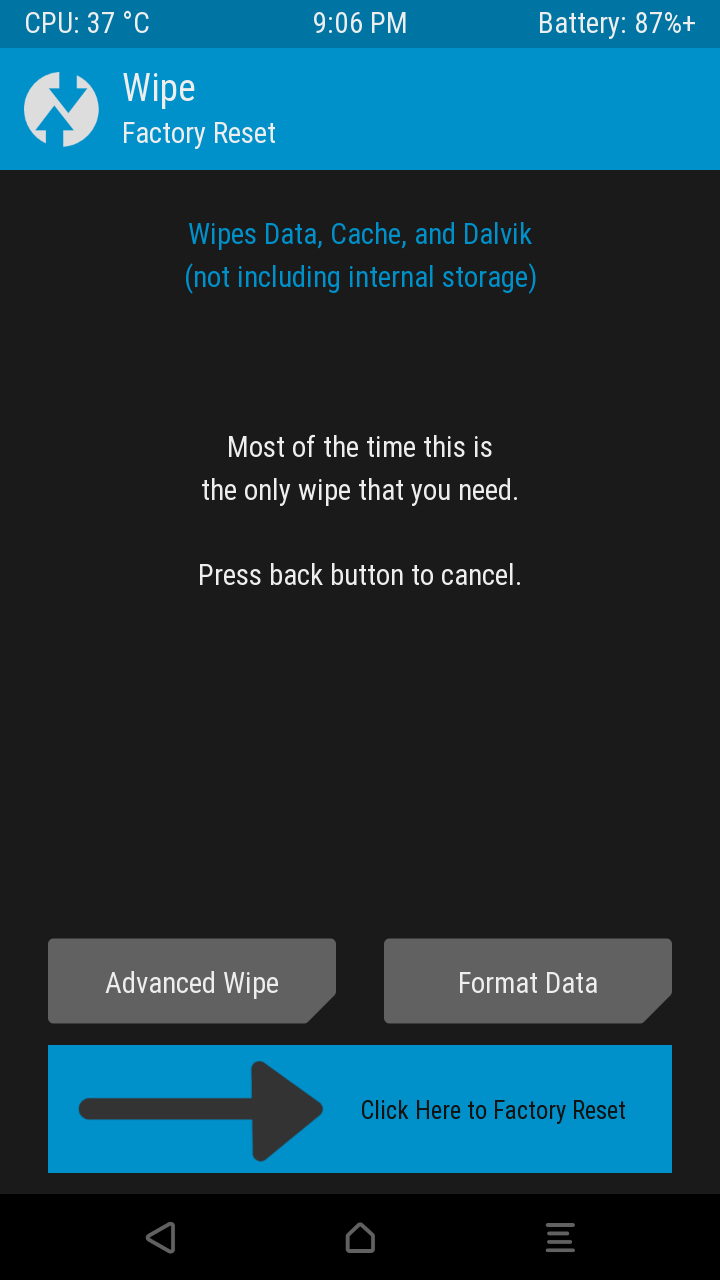 CPU: 37 °C 9:06 PM Battery: 87%+
Wipe
Factory Reset
Wipes Data, Cache, and Dalvik
(not including internal storage)
Most of the time this is
the only wipe that you need.
Press back button to cancel.
Advanced Wipe Format Data
Click Here to Factory Reset